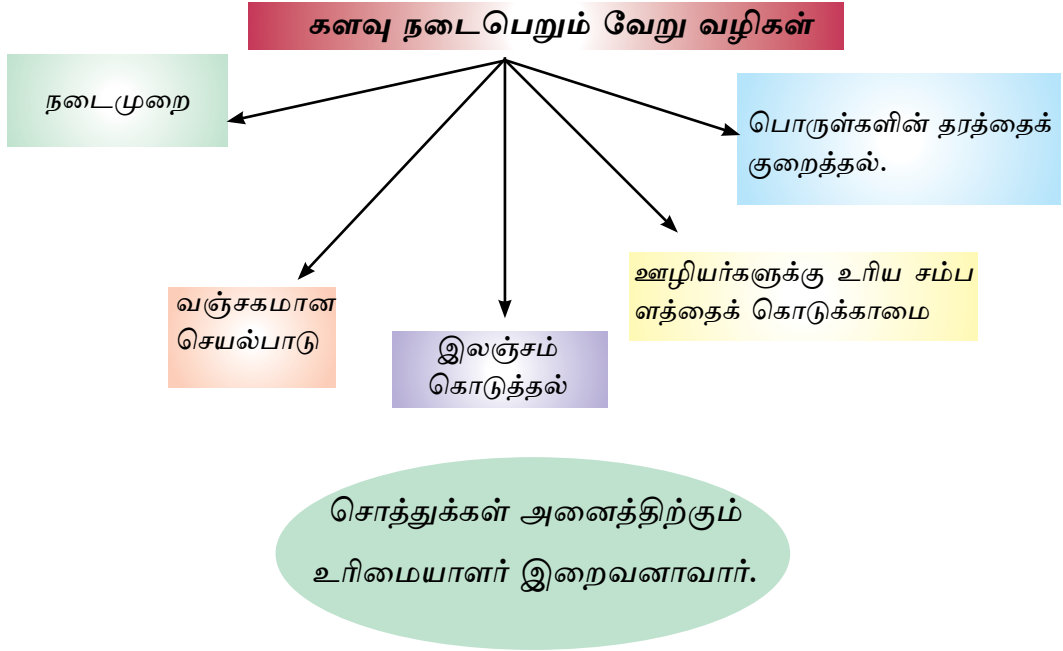 களவு நடைபெறும் வேறு வழிகள்
நடைமுறை
பொருள்களின் தரத்தைக்
குறைத்தல்.
ஊழியர்களுக்கு உரிய சம்ப
ளத்தைக் கொடுக்காமை
வஞ்சகமான
செயல்பாடு
இலஞ்சம்
கொடுத்தல்
சொத்துக்கள் அனைத்திற்கும்
உரிமையாளர் இறைவனாவார்.